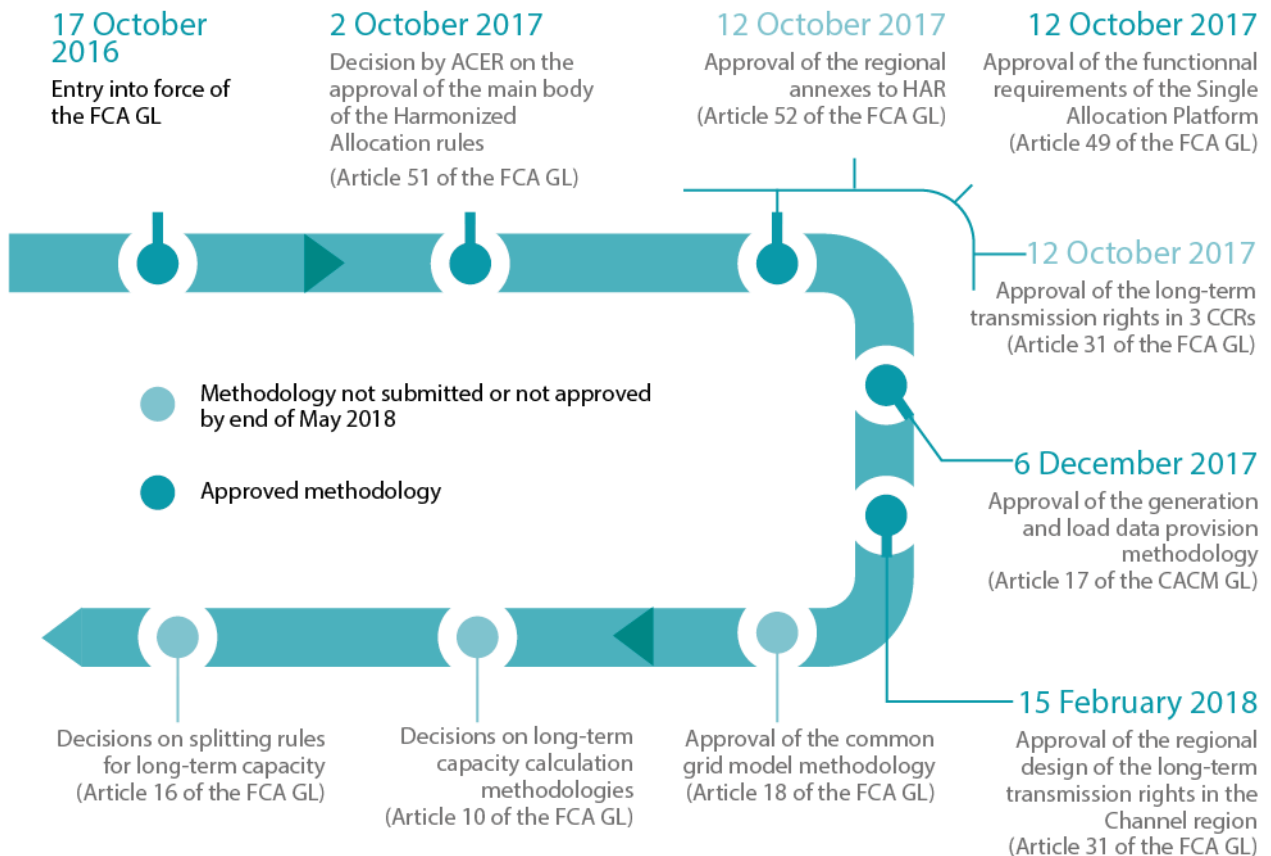 17 October
2016
Entry into force of
the FCA GL
2 October 2017
Decision by ACER on the
approval of the main body
of the Harmonized
Allocation rules
(Article 51 of the FCA GL)
12 October 2017
Approval of the regional
annexes to HAR
(Article 52 of the FCA GL)
12 October 2017
Approval of the functionnal
requirements of the Single
Allocation Platform
(Article 49 of the FCA GL)
12 October 2017
Approval of the long-term
transmission rights in 3 CCRs
(Article 31 of the FCA GL)
Methodology not submitted or not approved
by end of May 2018
Approved methodology
6 December 2017
Approval of the generation
and load data provision
methodology
(Article 17 of the CACM GL)
15 February 2018
Approval of the regional
design of the long-term
transmission rights in the
Channel region
(Article 31 of the FCA GL)
Approval of the common
grid model methodology
(Article 18 of the FCA GL)
Decisions on long-term
capacity calculation
methodologies
(Article 10 of the FCA GL)
Decisions on splitting rules
for long-term capacity
(Article 16 of the FCA GL)